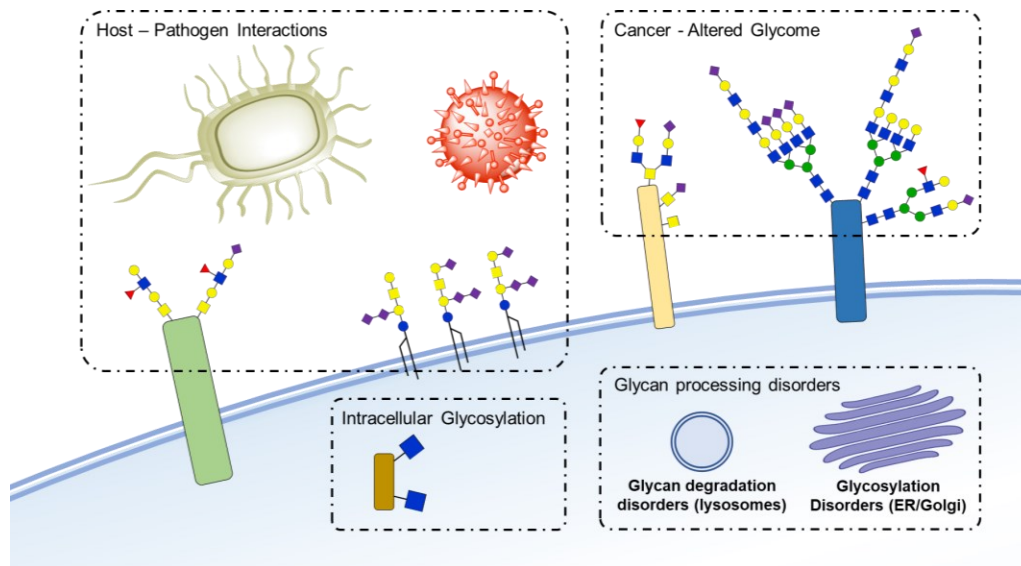 Host – Pathogen Interactions
Cancer - Altered Glycome
Intracellular Glycosylation
Glycan processing disorders
Glycan degradation
disorders (lysosomes)
Glycosylation
Disorders (ER/Golgi)